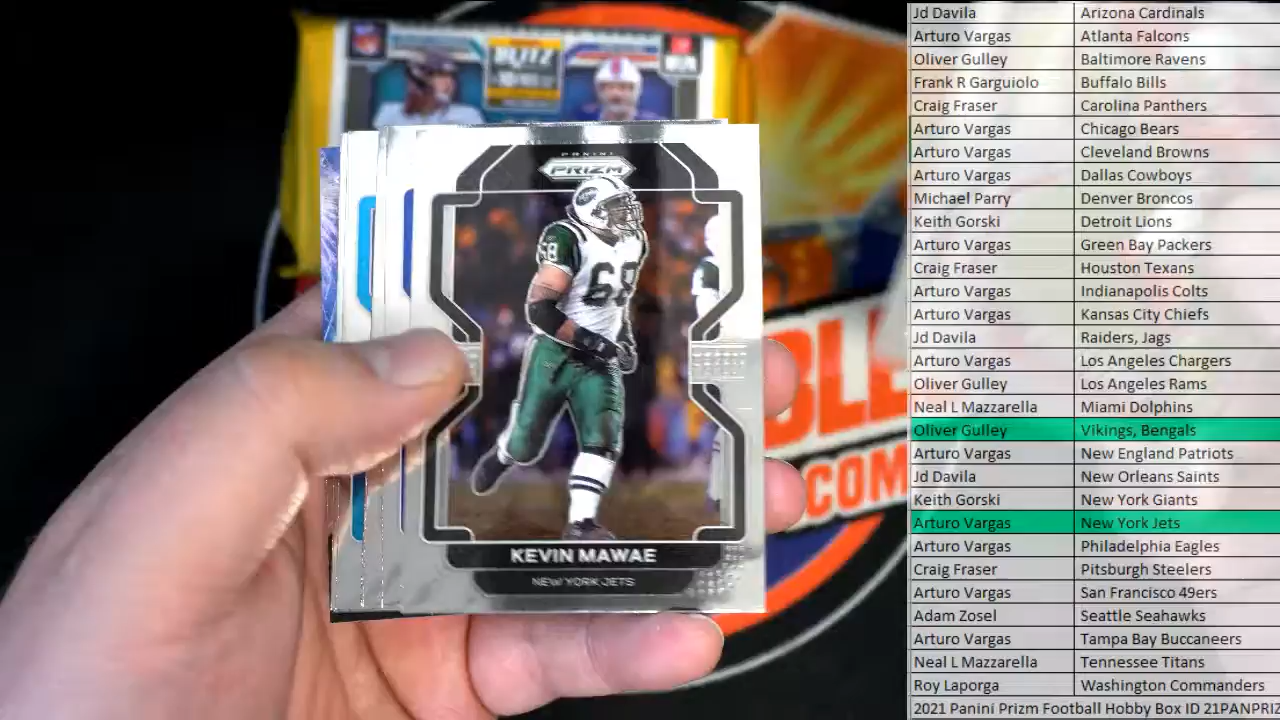 BLITZ
PANINI
PRIZM
68
68
KEVIN MAWAE
NEW YORK JETS
BLE
.COM
Jd Davila Arizona Cardinals
Arturo Vargas Atlanta Falcons
Oliver Gulley Baltimore Ravens
Frank R Garguiolo Buffalo Bills
Craig Fraser Carolina Panthers
Arturo Vargas Chicago Bears
Arturo Vargas Cleveland Browns
Arturo Vargas Dallas Cowboys
Michael Parry Denver Broncos
Keith Gorski Detroit Lions
Arturo Vargas Green Bay Packers
Craig Fraser Houston Texans
Arturo Vargas Indianapolis Colts
Arturo Vargas Kansas City Chiefs
Jd Davila Raiders, Jags
Arturo Vargas Los Angeles Chargers
Oliver Gulley Los Angeles Rams
Neal L Mazzarella Miami Dolphins
Oliver Gulley Vikings, Bengals
Arturo Vargas New England Patriots
Jd Davila New Orleans Saints
Keith Gorski New York Giants
Arturo Vargas New York Jets
Arturo Vargas Philadelphia Eagles
Craig Fraser Pitsburgh Steelers
Arturo Vargas San Francisco 49ers
Adam Zosel Seattle Seahawks
Arturo Vargas Tampa Bay Buccaneers
Neal L Mazzarella Tennessee Titans
Roy Laporga Washington Commanders
2021 Panini Prizm Football Hobby Box ID 21PANPRIZ